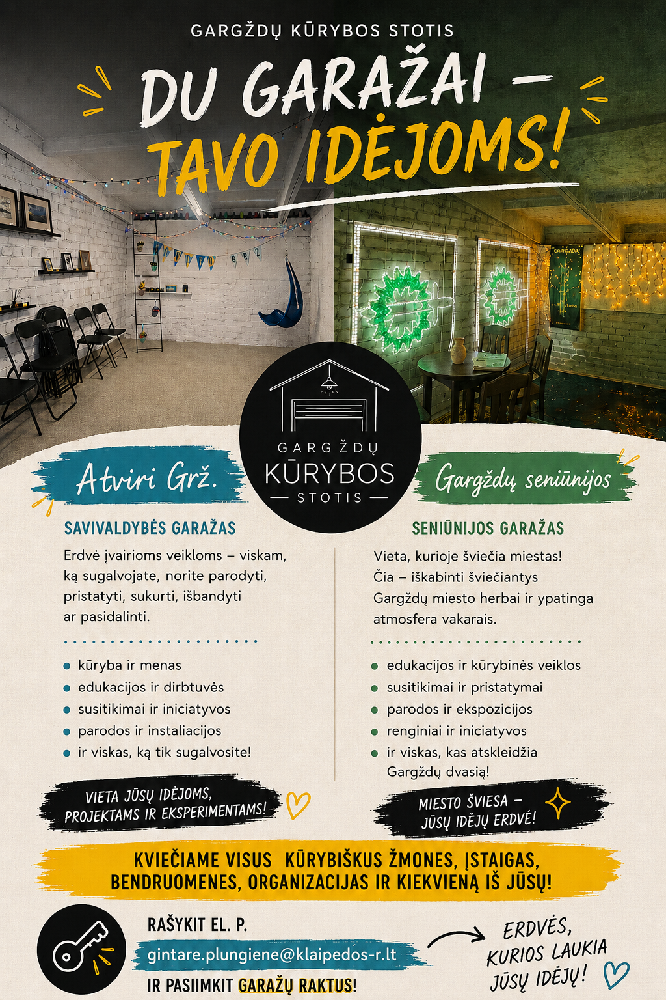 GARGŽDŲ KŪRYBOS STOTIS
DU GARAŽAI –
TAVO IDĖJOMS!
GARGŽDŲ
KŪRYBOS
— STOTIS —
Atviri Grž.
SAVIVALDYBĖS GARAŽAS
Erdvė įvairioms veikloms – viskam,
ką sugalvojate, norite parodyti,
pristatyti, sukurti, išbandyti
ar pasidalinti.
• kūryba ir menas
• edukacijos ir dirbtuvės
• susitikimai ir iniciatyvos
• parodos ir instaliacijos
• ir viskas, ką tik sugalvosite!
VIETA JŪSŲ IDĖJOMS,
PROJEKTAMS IR EKSPERIMENTAMS!
Gargždų seniūnijos
SENIŪNIJOS GARAŽAS
Vieta, kurioje šviečia miestas!
Čia – iškabinti šviečiantys
Gargždų miesto herbai ir ypatinga
atmosfera vakarais.
• edukacijos ir kūrybinės veiklos
• susitikimai ir pristatymai
• parodos ir ekspozicijos
• renginiai ir iniciatyvos
• ir viskas, kas atskleidžia
Gargždų dvasią!
MIESTO ŠVIESA –
JŪSŲ IDĖJŲ ERDVĖ!
KVIEČIAME VISUS KŪRYBIŠKUS ŽMONES, ĮSTAIGAS,
BENDRUOMENES, ORGANIZACIJAS IR KIEKVIENĄ IŠ JŪSŲ!
RAŠYKIT EL. P.
gintare.plungiene@klaipedos-r.lt
IR PASIIMKIT GARAŽŲ RAKTUS!
ERDVĖS,
KURIOS LAUKIA
JŪSŲ IDĖJŲ!